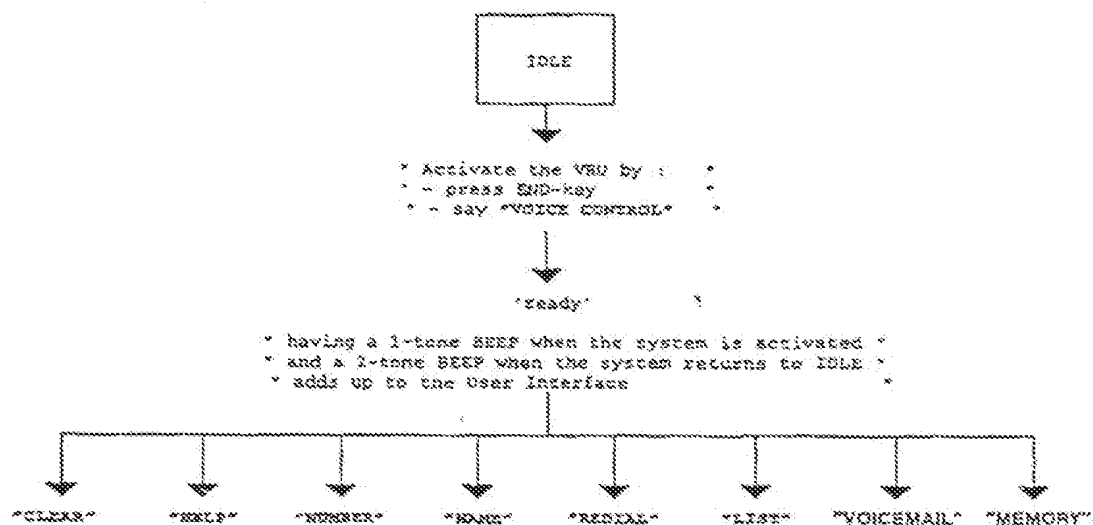 IDLE
* Activate the VRU by : *
* - press END-key *
* - say "VOICE CONTROL" *
"ready"
* having a 1-tone BEEP when the system is activated *
* and a 2-tone BEEP when the system returns to IDLE *
* adds up to the User Interface *
"CLEAR" "HELP" "NUMBER" "NAME" "REDIAL" "LIST" "VOICEMAIL" "MEMORY"